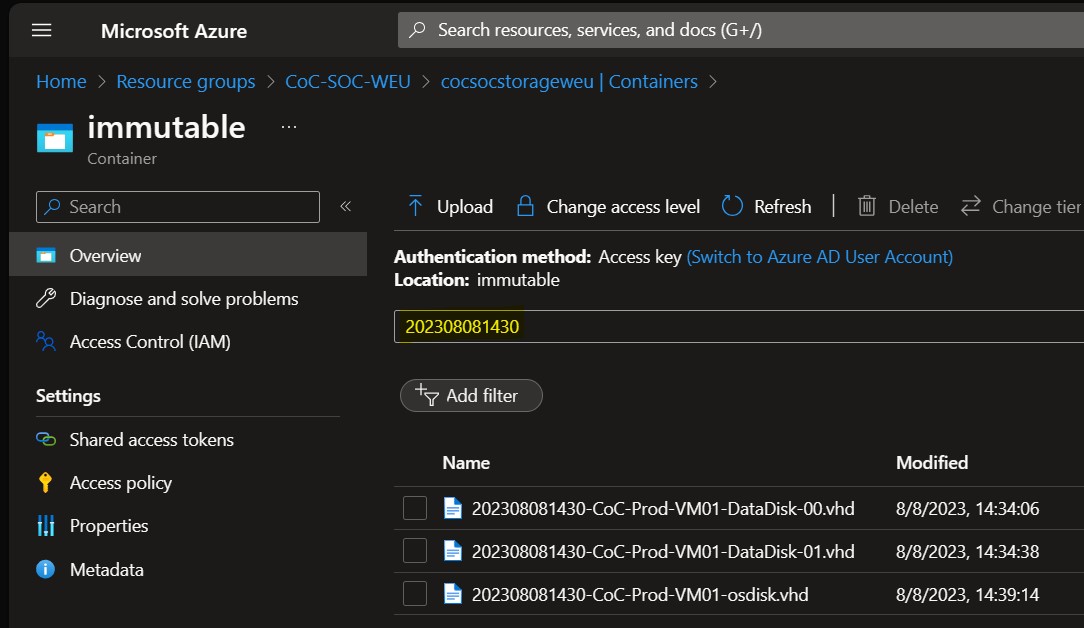 Microsoft Azure
Search resources, services, and docs (G+/)
Home > Resource groups > CoC-SOC-WEU > cocsocstorageweu | Containers >
immutable ...
Container
Search
«
Upload
Change access level
Refresh
Delete
Change tier
Overview
Diagnose and solve problems
Access Control (IAM)
Settings
Shared access tokens
Access policy
Properties
Metadata
Authentication method: Access key (Switch to Azure AD User Account)
Location: immutable
202308081430
Add filter
Name Modified
202308081430-CoC-Prod-VM01-DataDisk-00.vhd 8/8/2023, 14:34:06
202308081430-CoC-Prod-VM01-DataDisk-01.vhd 8/8/2023, 14:34:38
202308081430-CoC-Prod-VM01-osdisk.vhd 8/8/2023, 14:39:14